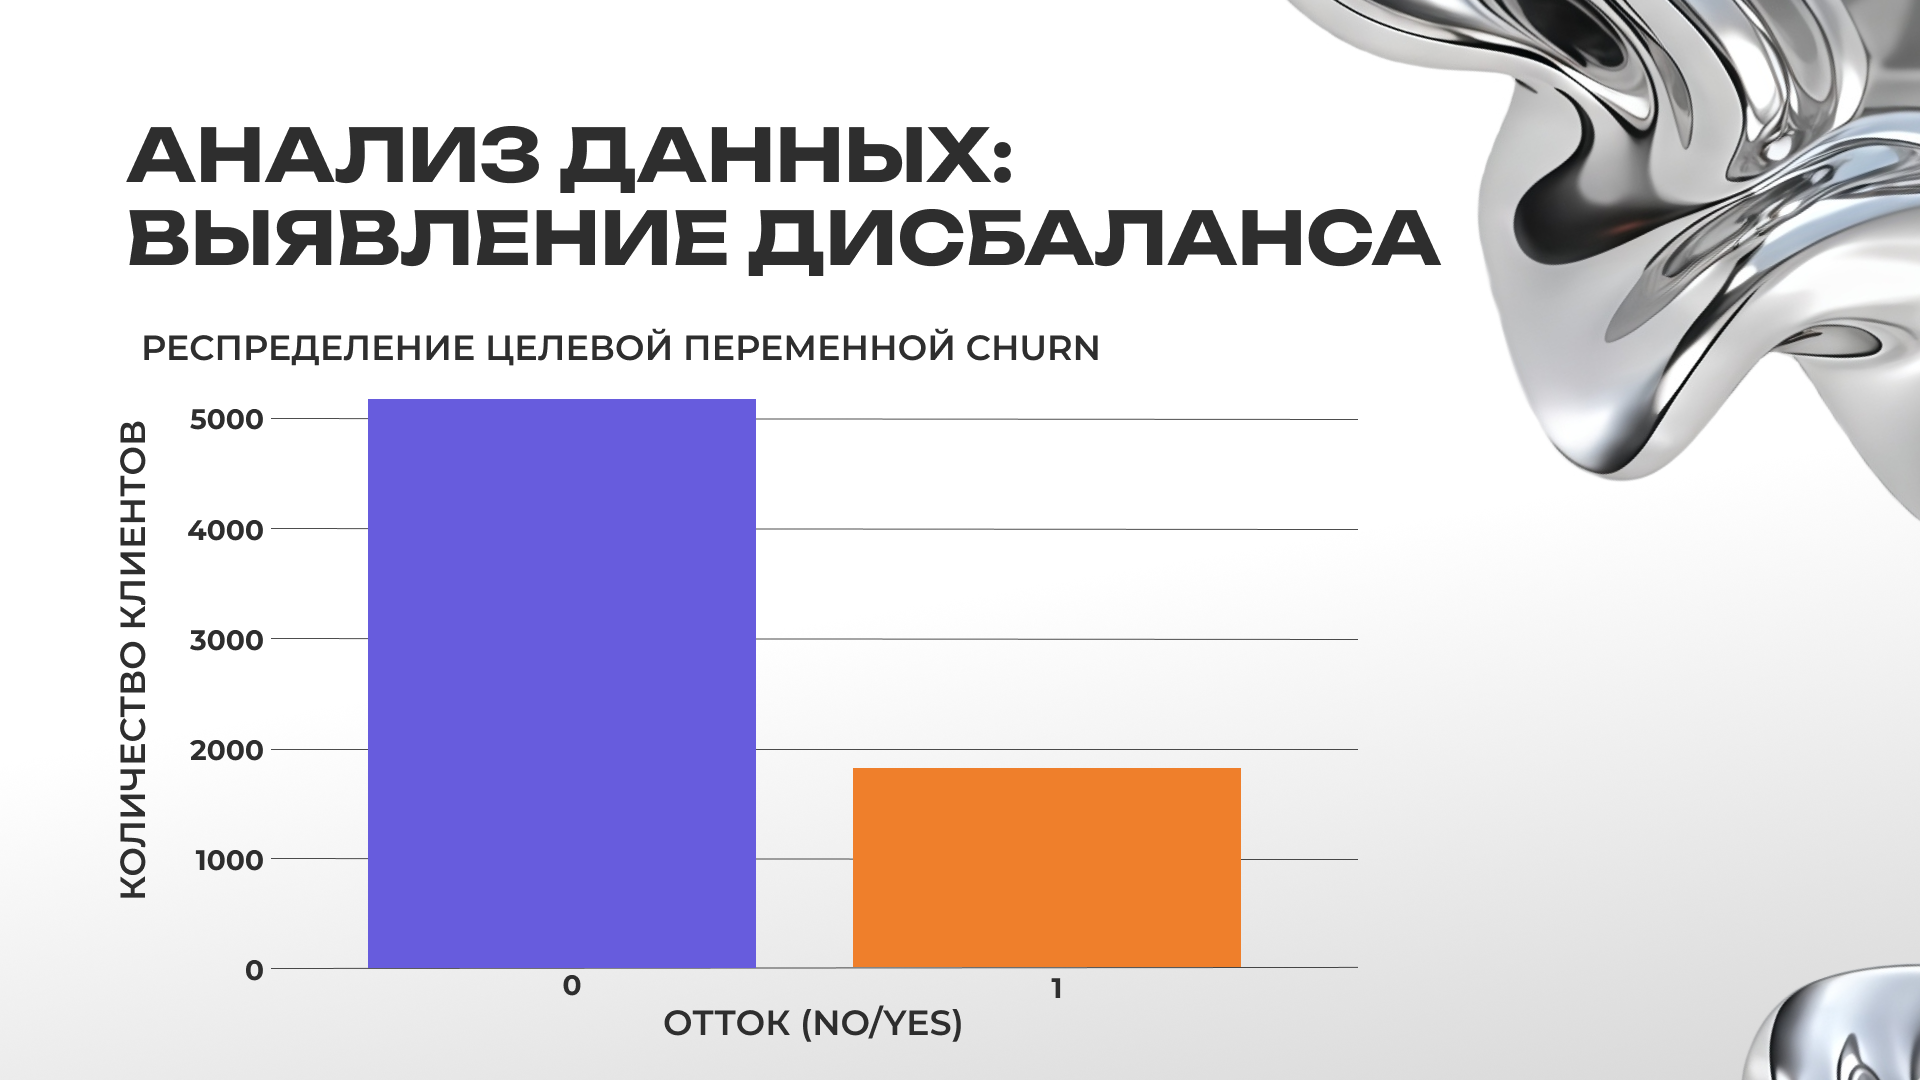 АНАЛИЗ ДАННЫХ:
ВЫЯВЛЕНИЕ ДИСБАЛАНСА
РЕСПРЕДЕЛЕНИЕ ЦЕЛЕВОЙ ПЕРЕМЕННОЙ CHURN
КОЛИЧЕСТВО КЛИЕНТОВ
5000
4000
3000
2000
1000
0
0
1
ОТТОК (NO/YES)